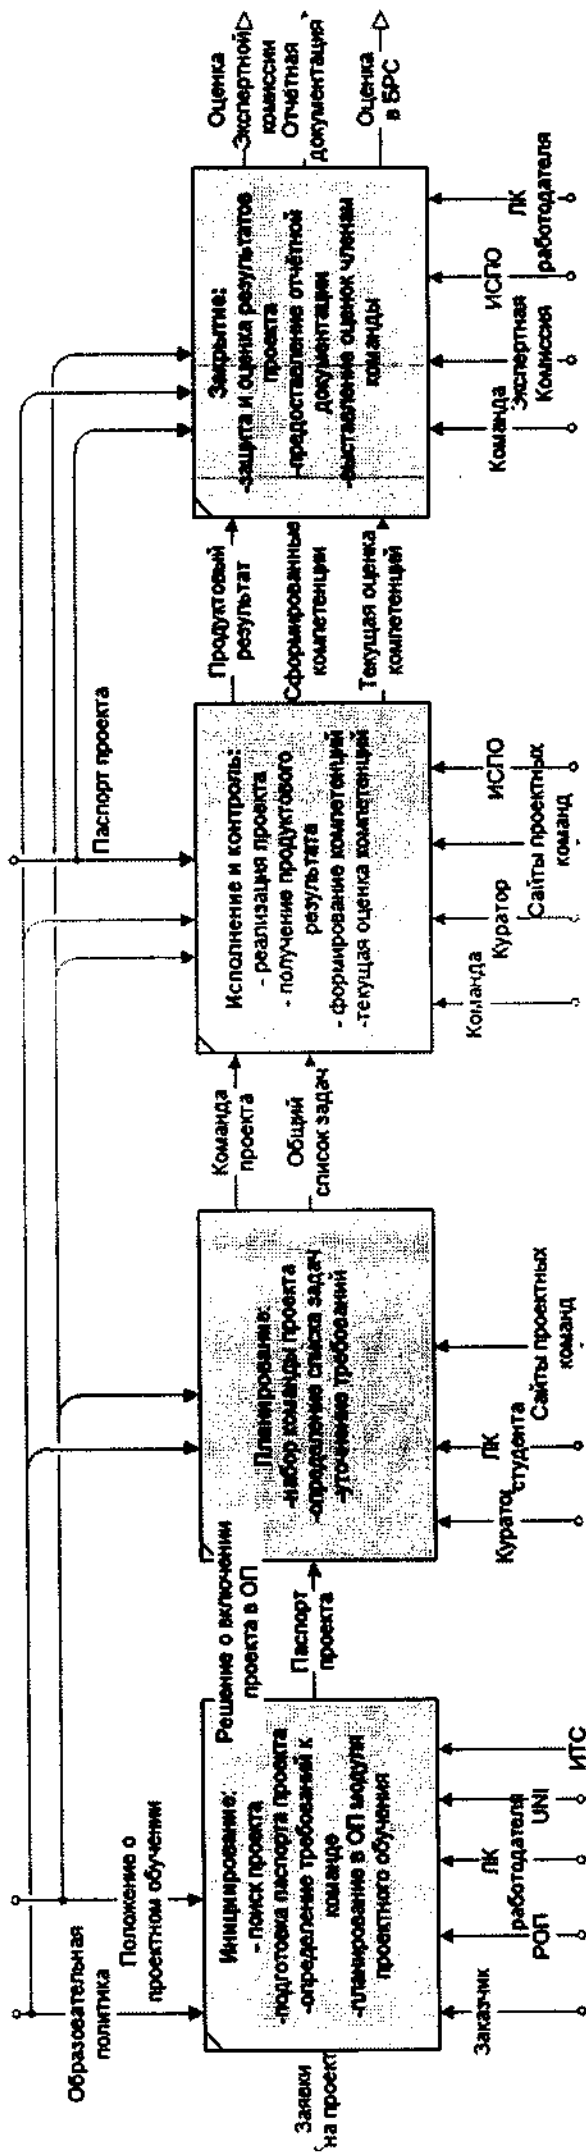 Образовательная
политика
Положение о
проектном обучении
Паспорт проекта
Заявки
на проект
Инициирование:
- поиск проекта
-подготовка паспорта проекта
-определение требований к
команде
-планирование в ОП модуля
проектного обучения
Заказчик
РОП
ЛК
работодателя
UNI
ИТС
Решение о включении
проекта в ОП
Паспорт
проекта
Планирование:
-набор команды проекта
-определение списка задач
-уточнение требований
Куратор
ЛК
студента
Сайты проектных
команд
Команда
проекта
Общий
список задач
Исполнение и контроль:
- реализация проекта
- получение продуктового
результата
- формирование компетенций
-текущая оценка компетенций
Команда
Куратор
Сайты проектных
команд
ИСПО
Продуктовый
результат
Сформированные
компетенции
Текущая оценка
компетенций
Закрытие:
-защита и оценка результатов
проекта
-предоставление отчётной
документации
-выставление оценок членам
команды
Команда
Экспертная
Комиссия
ИСПО
ЛК
работодателя
Оценка
Экспертной
комиссии
Отчётная
документация
Оценка
в БРС